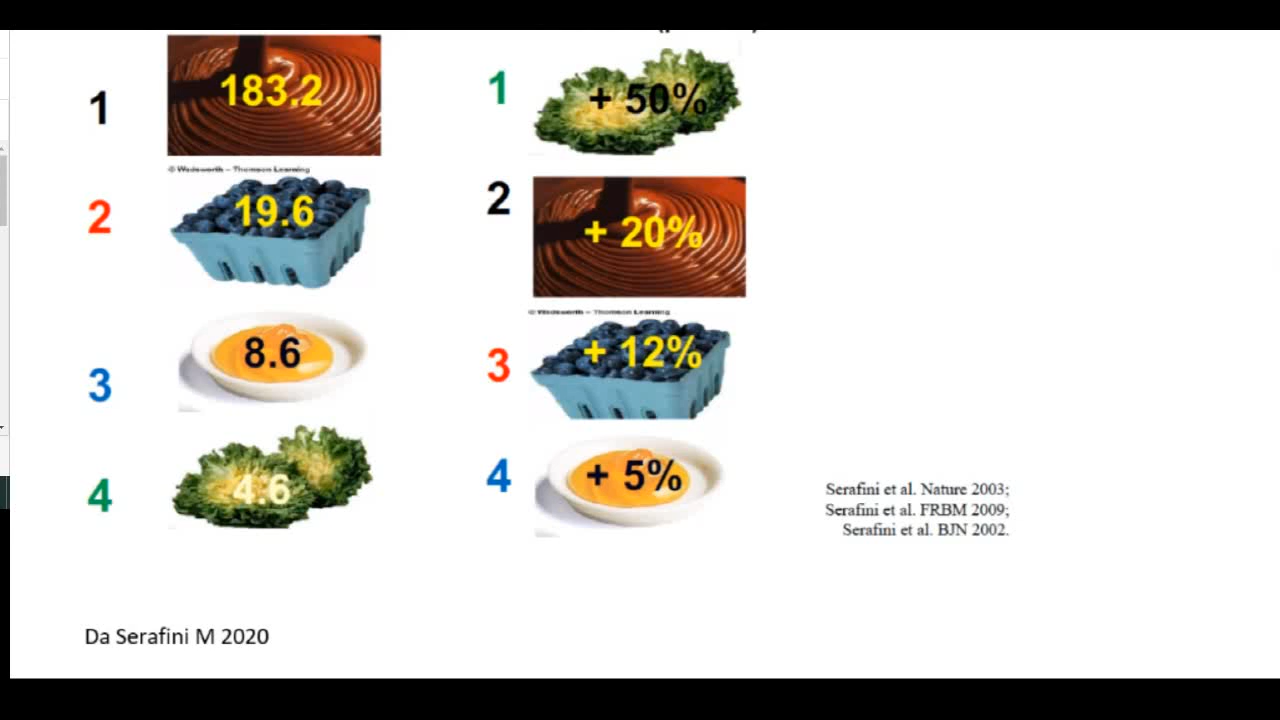 1
183.2
© Wadsworth – Thomson Learning
2
19.6
3
8.6
4
4.6
1
+ 50%
2
+ 20%
© Wadsworth – Thomson Learning
3
+ 12%
4
+ 5%
Serafini et al. Nature 2003;
Serafini et al. FRBM 2009;
Serafini et al. BJN 2002.
Da Serafini M 2020